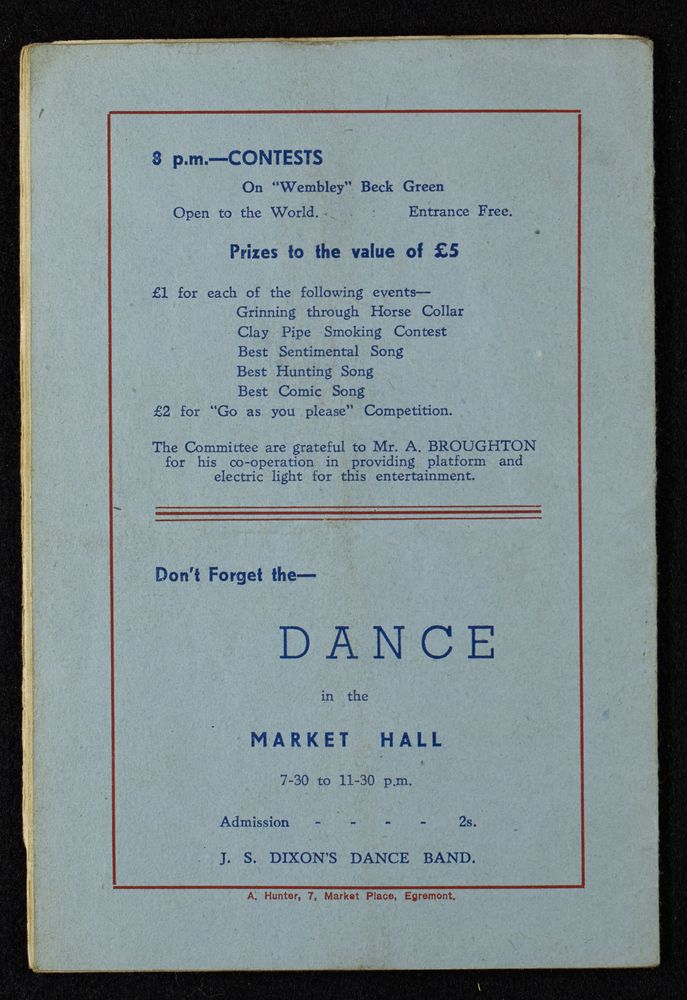 8 p.m.—CONTESTS
On "Wembley" Beck Green
Open to the World. Entrance Free.
Prizes to the value of £5
£1 for each of the following events—
Grinning through Horse Collar
Clay Pipe Smoking Contest
Best Sentimental Song
Best Hunting Song
Best Comic Song
£2 for "Go as you please" Competition.
The Committee are grateful to Mr. A. BROUGHTON
for his co-operation in providing platform and
electric light for this entertainment.
Don't Forget the—
DANCE
in the
MARKET HALL
7-30 to 11-30 p.m.
Admission - - - - 2s.
J. S. DIXON'S DANCE BAND.
A. Hunter, 7, Market Place, Egremont.